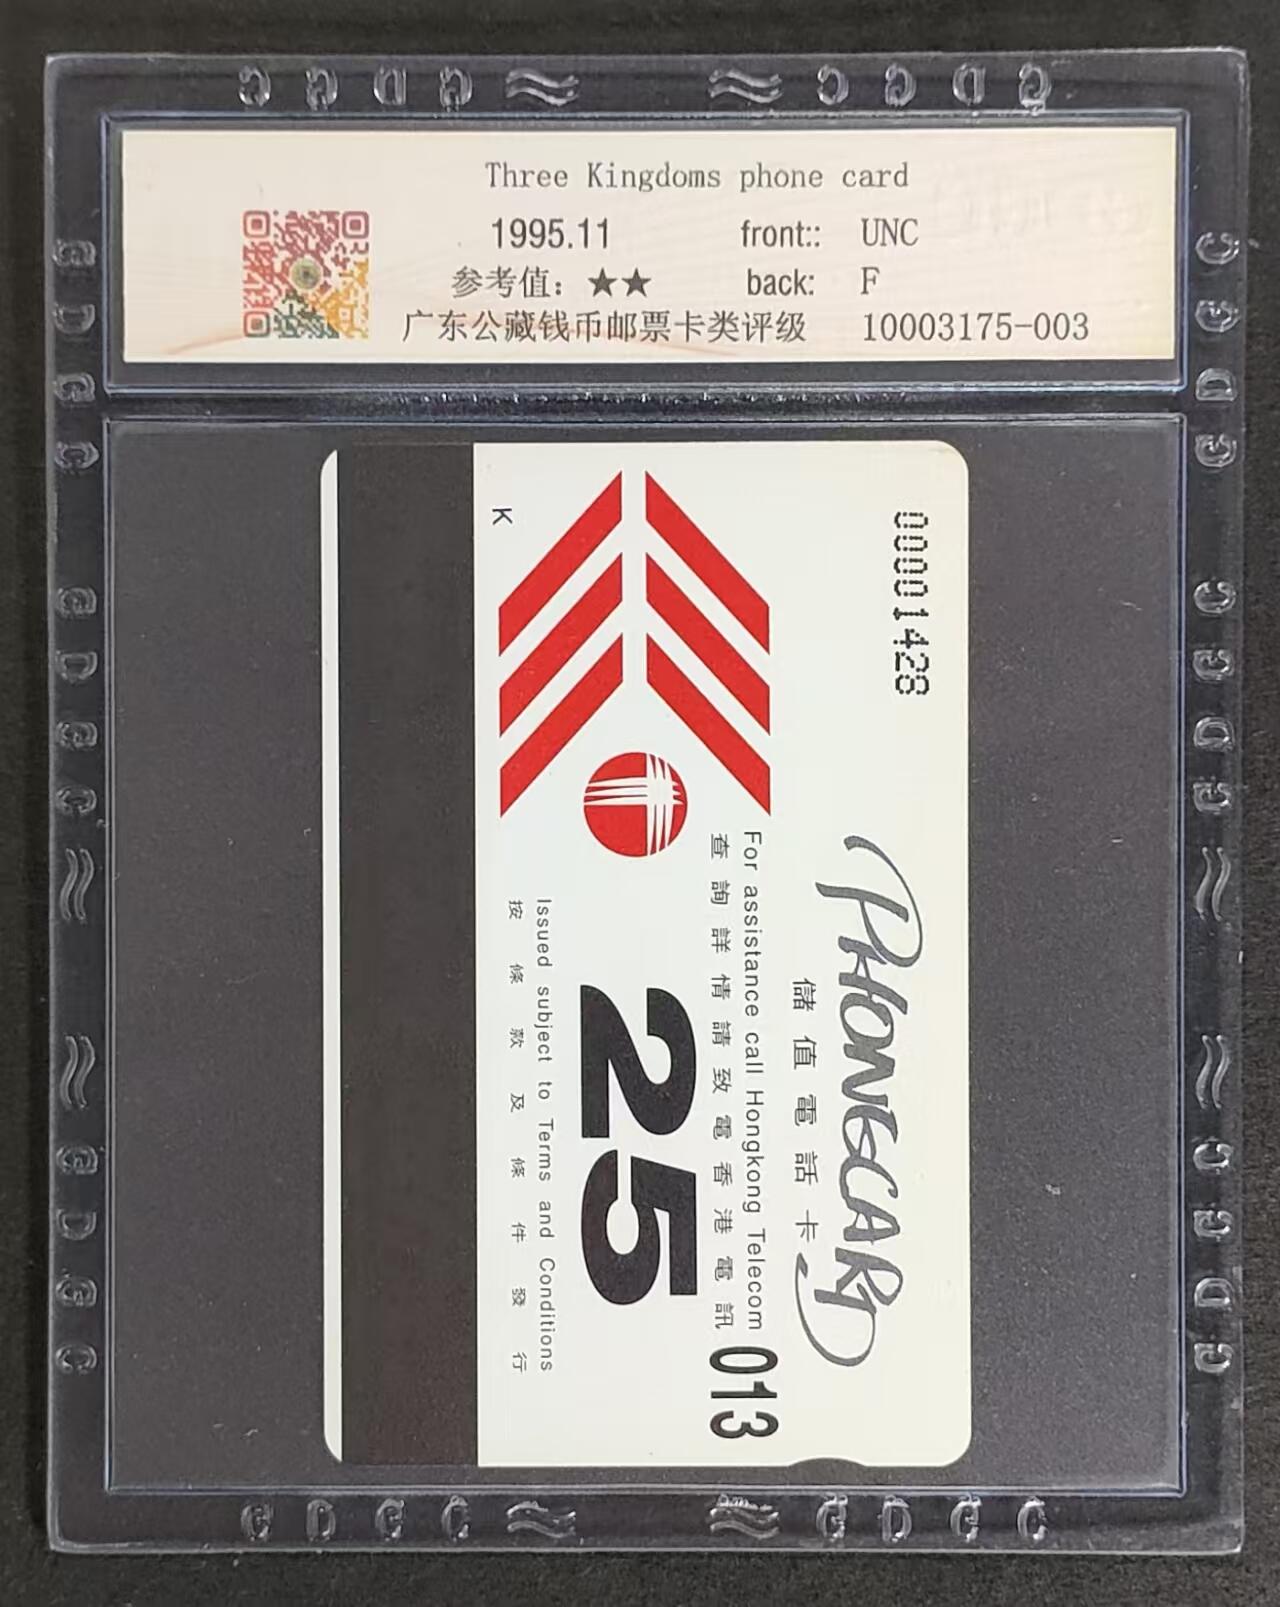 Three Kingdoms phone card
1995.11 front:: UNC
参考值：★★ back: F
广东公藏钱币邮票卡类评级 10003175-003
00001428
PHONECARD
儲值電話卡
For assistance call Hongkong Telecom
查詢詳情請致電香港電訊
013
25
Issued subject to Terms and Conditions
按條款及條件發行
K